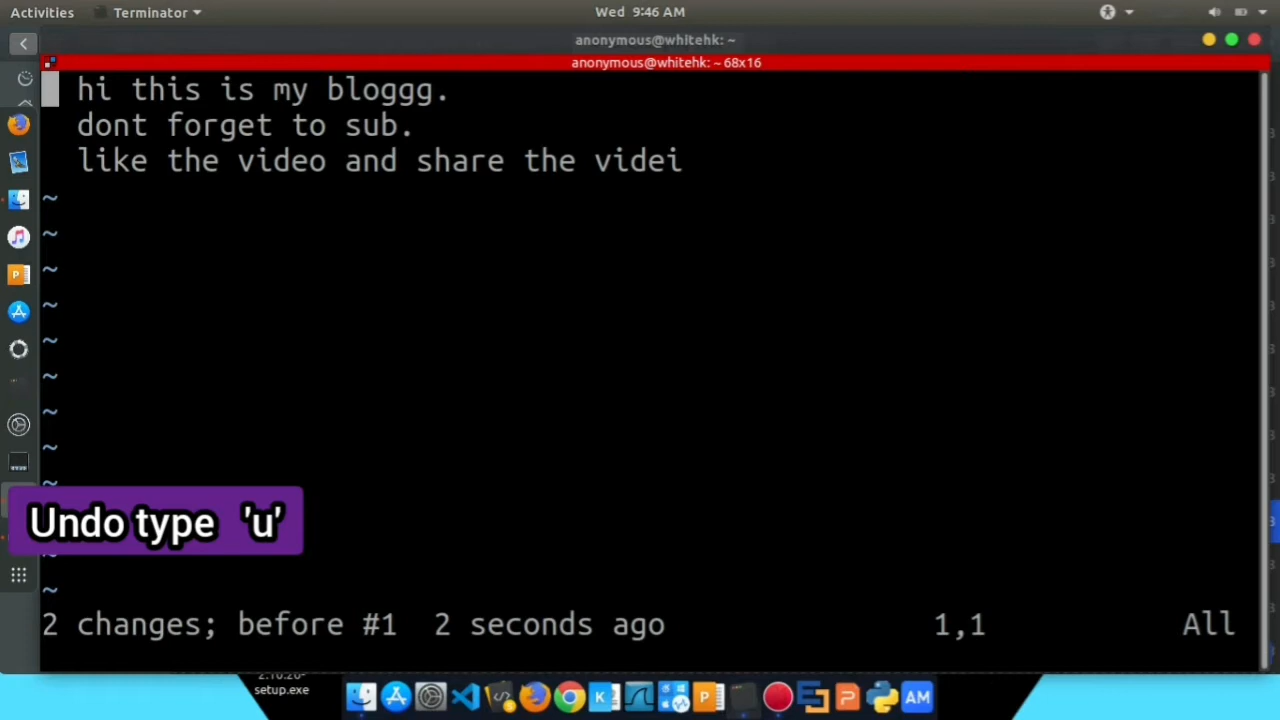 Activities Terminator Wed 9:46 AM
anonymous@whitehk: ~
anonymous@whitehk: ~ 68x16
hi this is my bloggg.
dont forget to sub.
like the video and share the videi
~
~
~
~
~
~
~
~
~
Undo type 'u'
~
~
2 changes; before #1 2 seconds ago 1,1 All
setup.exe